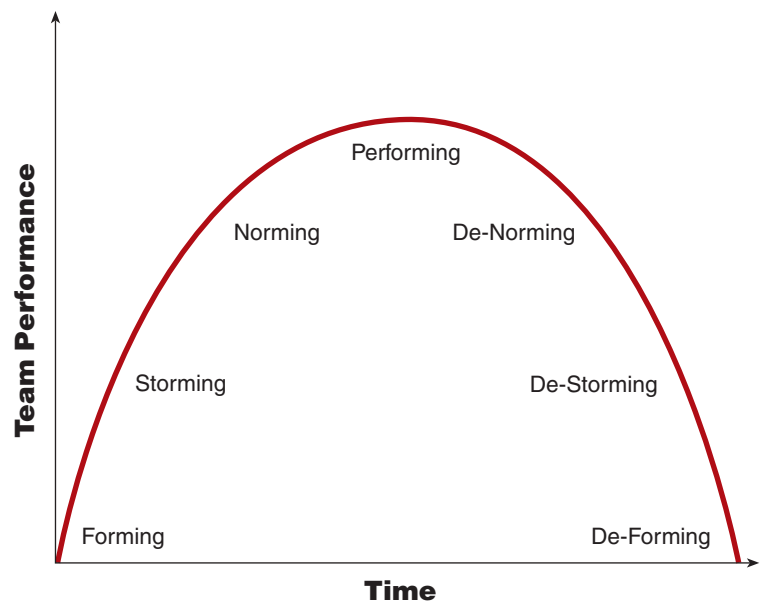 Team Performance
Performing
Norming
De-Norming
Storming
De-Storming
Forming
De-Forming
Time